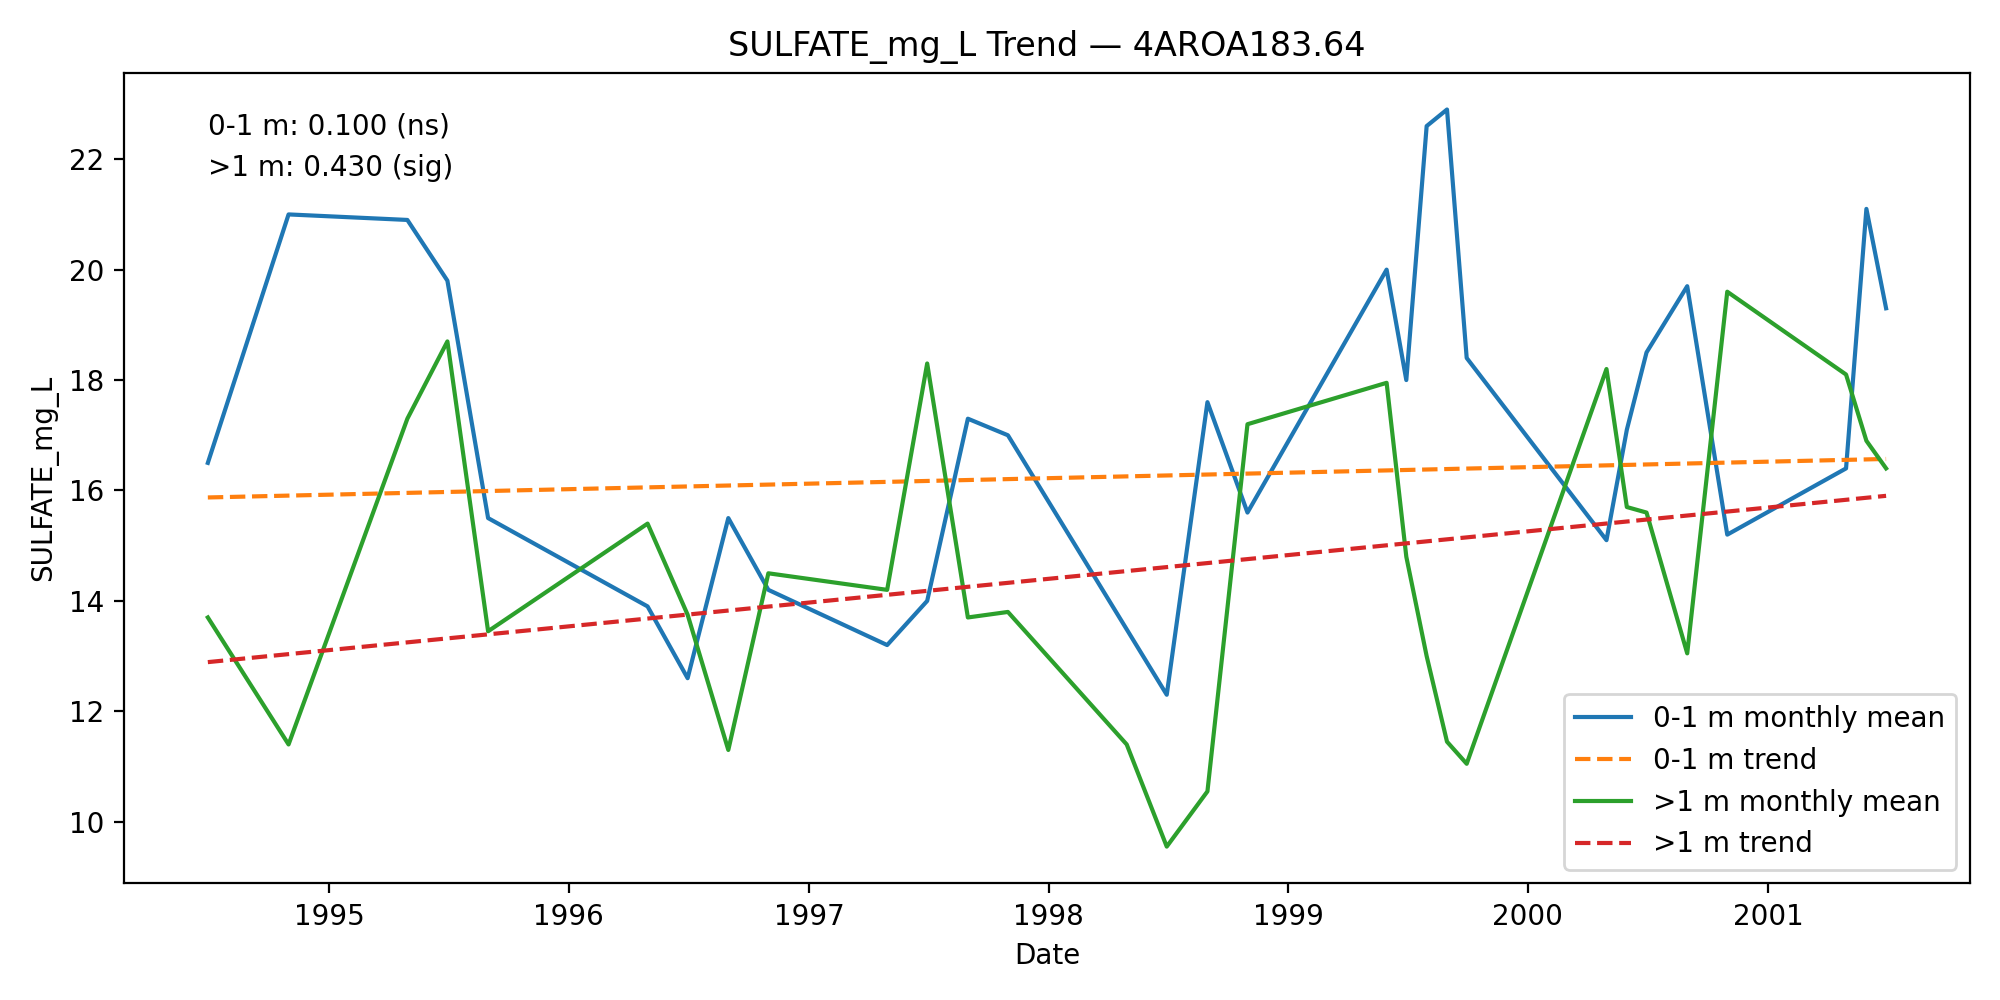 SULFATE_mg_L Trend — 4AROA183.64
0-1 m: 0.100 (ns)
>1 m: 0.430 (sig)
SULFATE_mg_L
22
20
18
16
14
12
10
0-1 m monthly mean
0-1 m trend
>1 m monthly mean
>1 m trend
1995 1996 1997 1998 1999 2000 2001
Date